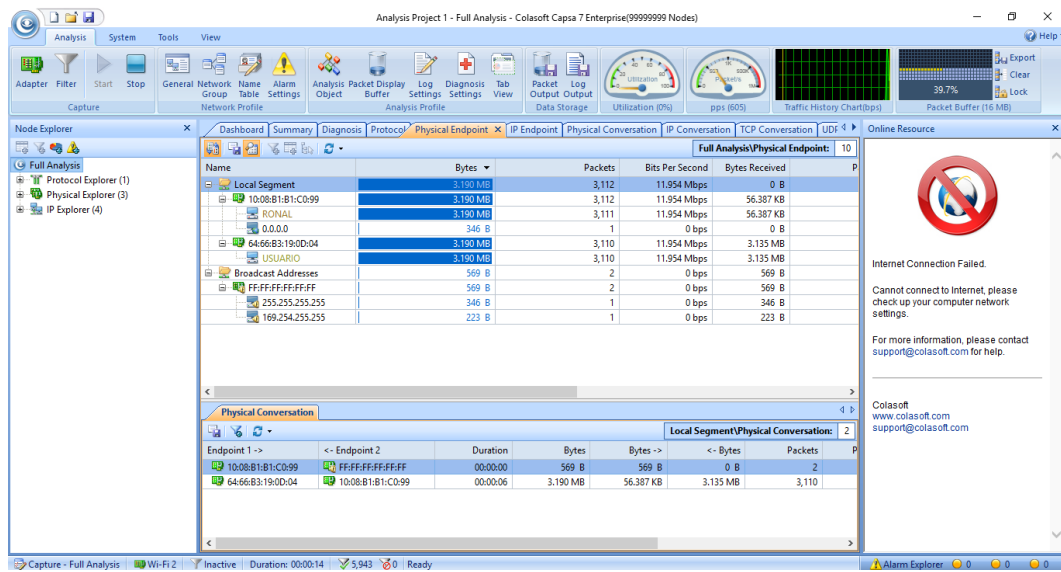 Analysis Project 1 - Full Analysis - Colasoft Capsa 7 Enterprise(99999999 Nodes)
Analysis System Tools View Help
Adapter Filter Start Stop General Network Group Name Table Alarm Settings Analysis Object Packet Display Buffer Log Settings Diagnosis Settings Tab View Packet Output Log Output Export
Clear
39.7% Lock
Capture Network Profile Analysis Profile Data Storage Utilization (0%) pps (605) Traffic History Chart(bps) Packet Buffer (16 MB)
Node Explorer Dashboard Summary Diagnosis Protocol Physical Endpoint IP Endpoint Physical Conversation IP Conversation TCP Conversation UDF Online Resource
Full Analysis\Physical Endpoint: 10
Full Analysis
Protocol Explorer (1)
Physical Explorer (3)
IP Explorer (4)
Name Bytes Packets Bits Per Second Bytes Received P
Local Segment 3.190 MB 3,112 11.954 Mbps 0 B
10:08:B1:B1:C0:99 3.190 MB 3,112 11.954 Mbps 56.387 KB
RONAL 3.190 MB 3,111 11.954 Mbps 56.387 KB
0.0.0.0 346 B 1 0 bps 0 B
64:66:B3:19:0D:04 3.190 MB 3,110 11.954 Mbps 3.135 MB
USUARIO 3.190 MB 3,110 11.954 Mbps 3.135 MB
Broadcast Addresses 569 B 2 0 bps 569 B
FF:FF:FF:FF:FF:FF 569 B 2 0 bps 569 B
255.255.255.255 346 B 1 0 bps 346 B
169.254.255.255 223 B 1 0 bps 223 B
Physical Conversation
Local Segment\Physical Conversation: 2
Endpoint 1 -> <- Endpoint 2 Duration Bytes Bytes -> <- Bytes Packets P
10:08:B1:B1:C0:99 FF:FF:FF:FF:FF:FF 00:00:00 569 B 569 B 0 B 2
64:66:B3:19:0D:04 10:08:B1:B1:C0:99 00:00:06 3.190 MB 56.387 KB 3.135 MB 3,110
Internet Connection Failed.
Cannot connect to Internet, please
check up your computer network
settings.
For more information, please contact
support@colasoft.com for help.
Colasoft
www.colasoft.com
support@colasoft.com
Capture - Full Analysis Wi-Fi 2 Inactive Duration: 00:00:14 5,943 0 Ready Alarm Explorer 0 0 0